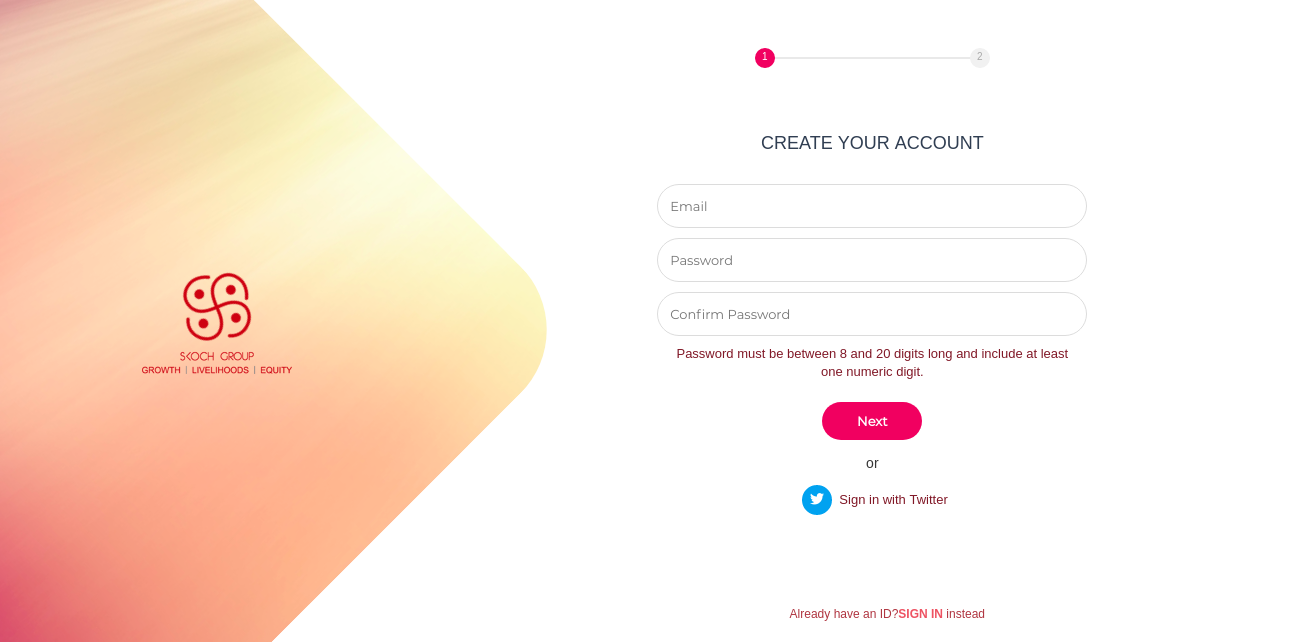 1
2
CREATE YOUR ACCOUNT
Email
Password
Confirm Password
Password must be between 8 and 20 digits long and include at least
one numeric digit.
Next
or
Sign in with Twitter
Already have an ID?SIGN IN instead
SKOCH GROUP
GROWTH | LIVELIHOODS | EQUITY